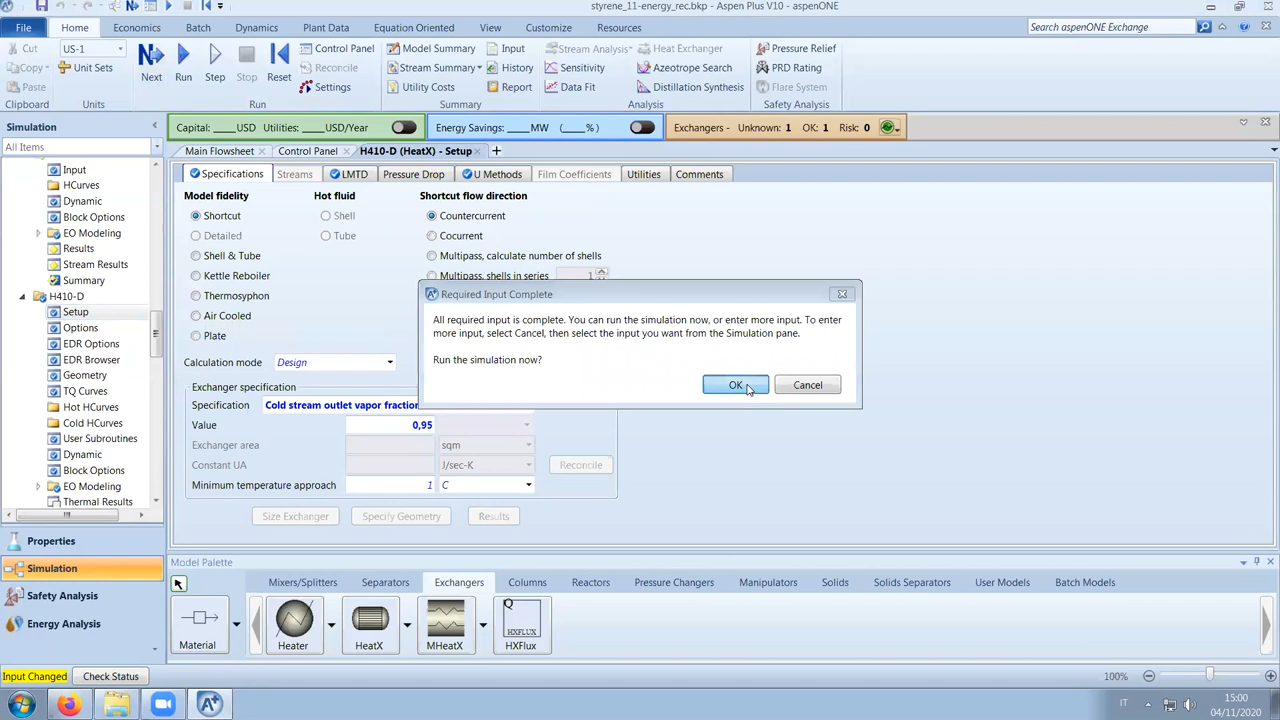 styrene_11-energy_rec.bkp - Aspen Plus V10 - aspenONE
File Home Economics Batch Dynamics Plant Data Equation Oriented View Customize Resources Search aspenONE Exchange
Cut US-1 Control Panel Model Summary Input Stream Analysis Heat Exchanger Pressure Relief
Copy Unit Sets Next Run Step Stop Reset Reconcile Stream Summary History Sensitivity Azeotrope Search PRD Rating
Paste Settings Utility Costs Report Data Fit Distillation Synthesis Flare System
Clipboard Units Run Summary Analysis Safety Analysis
Simulation Capital: ____USD Utilities: ____USD/Year Energy Savings: ____MW (____%) Exchangers - Unknown: 1 OK: 1 Risk: 0
All Items Main Flowsheet Control Panel H410-D (HeatX) - Setup
Input
HCurves
Dynamic
Block Options
EO Modeling
Results
Stream Results
Summary
H410-D
Setup
Options
EDR Options
EDR Browser
Geometry
TQ Curves
Hot HCurves
Cold HCurves
User Subroutines
Dynamic
Block Options
EO Modeling
Thermal Results
Properties
Simulation
Safety Analysis
Energy Analysis
Specifications Streams LMTD Pressure Drop U Methods Film Coefficients Utilities Comments
Model fidelity Hot fluid Shortcut flow direction
Shortcut Shell Countercurrent
Detailed Tube Cocurrent
Shell & Tube Multipass, calculate number of shells
Kettle Reboiler Multipass, shells in series 1
Thermosyphon
Air Cooled
Plate
Calculation mode Design
Exchanger specification
Specification Cold stream outlet vapor fraction
Value 0,95
Exchanger area sqm
Constant UA J/sec-K Reconcile
Minimum temperature approach 1 C
Size Exchanger Specify Geometry Results
Required Input Complete
All required input is complete. You can run the simulation now, or enter more input. To enter
more input, select Cancel, then select the input you want from the Simulation pane.
Run the simulation now?
OK Cancel
Model Palette
Mixers/Splitters Separators Exchangers Columns Reactors Pressure Changers Manipulators Solids Solids Separators User Models Batch Models
Q
HXFLUX
Material Heater HeatX MHeatX HXFlux
Input Changed Check Status 100%
IT 15:00
04/11/2020